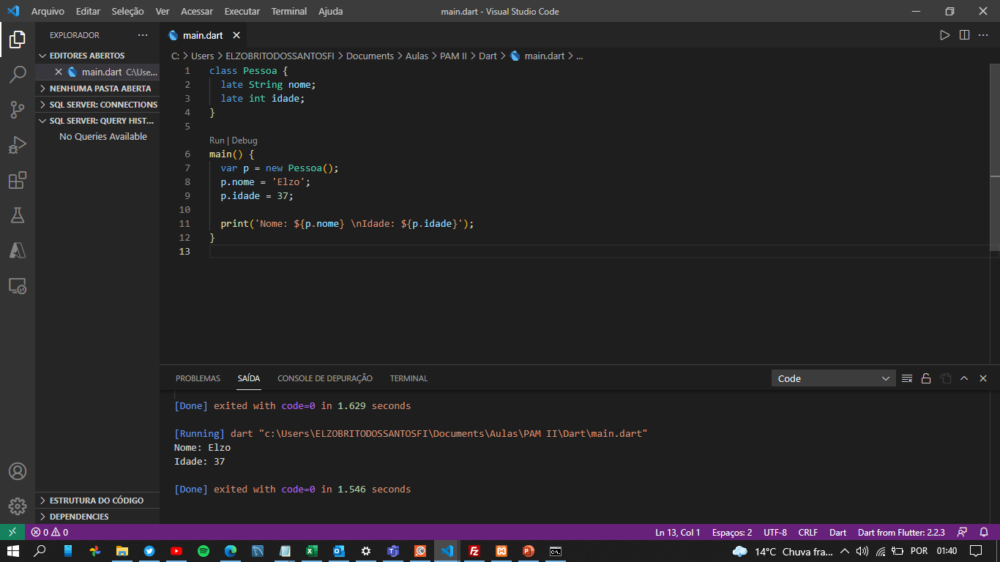 Arquivo Editar Seleção Ver Acessar Executar Terminal Ajuda
main.dart - Visual Studio Code
EXPLORADOR
EDITORES ABERTOS
main.dart C:\Use...
NENHUMA PASTA ABERTA
SQL SERVER: CONNECTIONS
SQL SERVER: QUERY HIST...
No Queries Available
ESTRUTURA DO CÓDIGO
DEPENDENCIES
main.dart
C: > Users > ELZOBRITODOSSANTOSFI > Documents > Aulas > PAM II > Dart > main.dart > ...
1 class Pessoa {
2 late String nome;
3 late int idade;
4 }
5
Run | Debug
6 main() {
7 var p = new Pessoa();
8 p.nome = 'Elzo';
9 p.idade = 37;
10
11 print('Nome: ${p.nome} \nIdade: ${p.idade}');
12 }
13
PROBLEMAS SAÍDA CONSOLE DE DEPURAÇÃO TERMINAL
Code
[Done] exited with code=0 in 1.629 seconds
[Running] dart "c:\Users\ELZOBRITODOSSANTOSFI\Documents\Aulas\PAM II\Dart\main.dart"
Nome: Elzo
Idade: 37
[Done] exited with code=0 in 1.546 seconds
0 0
Ln 13, Col 1 Espaços: 2 UTF-8 CRLF Dart Dart from Flutter: 2.2.3
14°C Chuva fra... POR 01:40